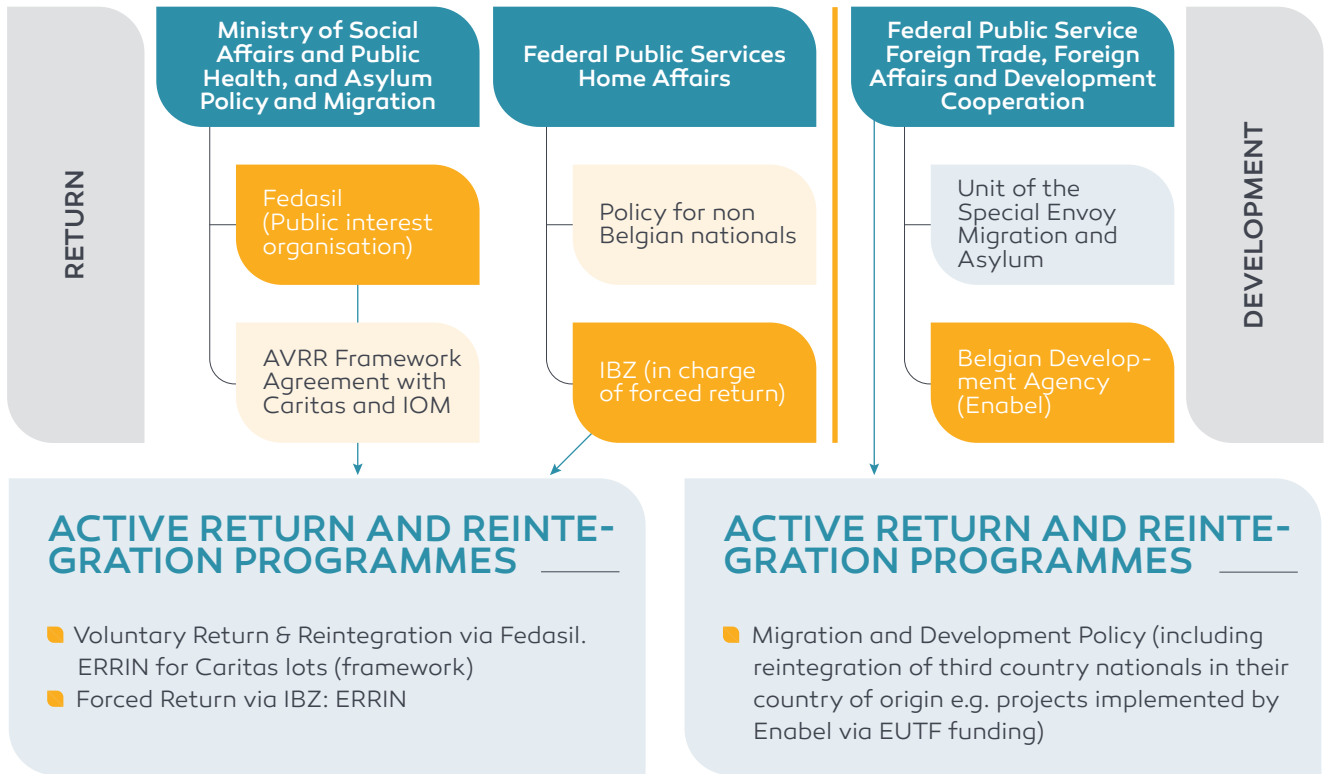 RETURN
Ministry of Social
Affairs and Public
Health, and Asylum
Policy and Migration
Fedasil
(Public interest
organisation)
AVRR Framework
Agreement with
Caritas and IOM
Federal Public Services
Home Affairs
Policy for non
Belgian nationals
IBZ (in charge
of forced return)
Federal Public Service
Foreign Trade, Foreign
Affairs and Development
Cooperation
Unit of the
Special Envoy
Migration and
Asylum
Belgian Develop-
ment Agency
(Enabel)
DEVELOPMENT
ACTIVE RETURN AND REINTE-
GRATION PROGRAMMES
Voluntary Return & Reintegration via Fedasil.
ERRIN for Caritas lots (framework)
Forced Return via IBZ: ERRIN
ACTIVE RETURN AND REINTE-
GRATION PROGRAMMES
Migration and Development Policy (including
reintegration of third country nationals in their
country of origin e.g. projects implemented by
Enabel via EUTF funding)